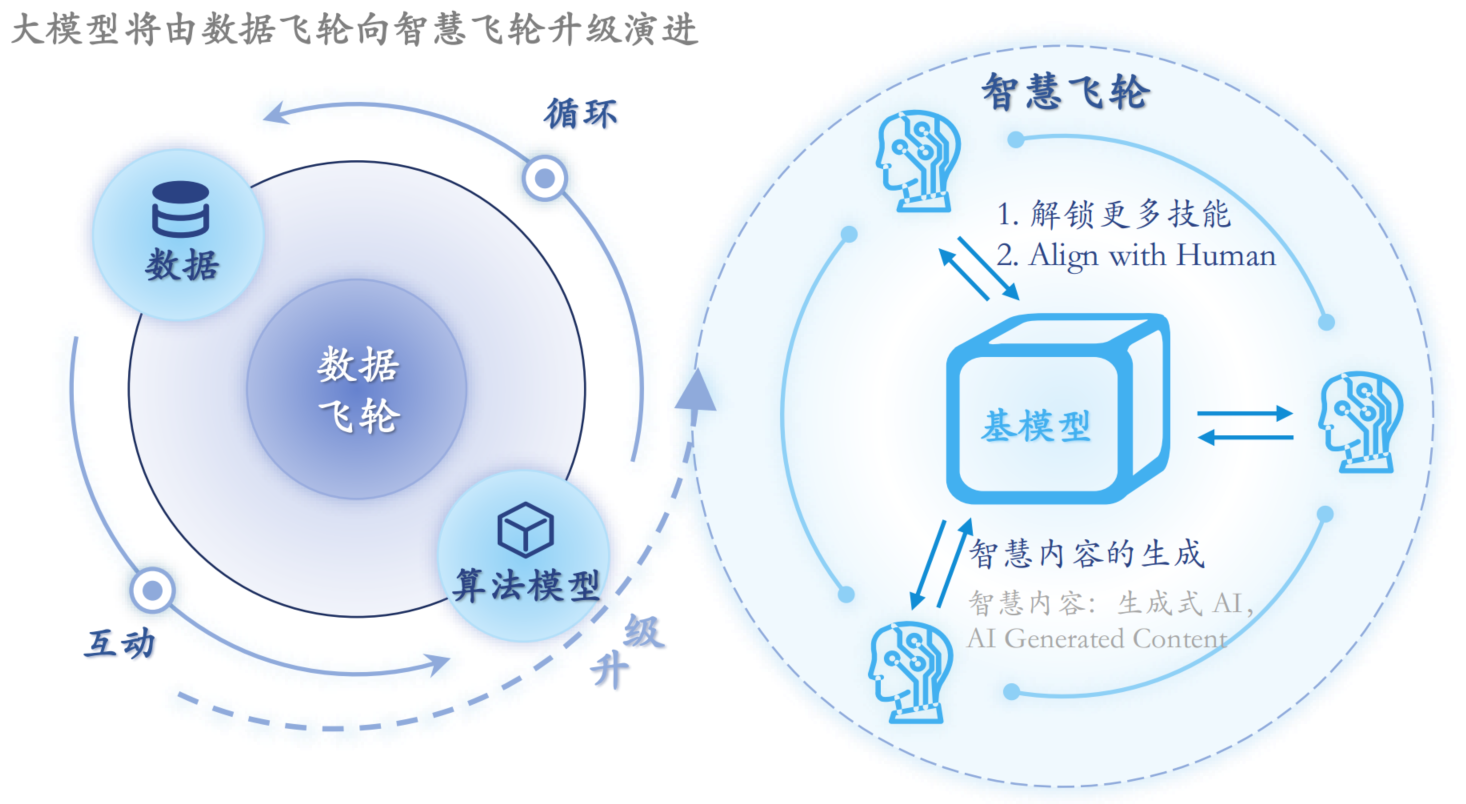 大模型将由数据飞轮向智慧飞轮升级演进
循环
数据
数据
飞轮
算法模型
互动
升级
智慧飞轮
1. 解锁更多技能
2. Align with Human
基模型
智慧内容的生成
智慧内容：生成式 AI，
AI Generated Content